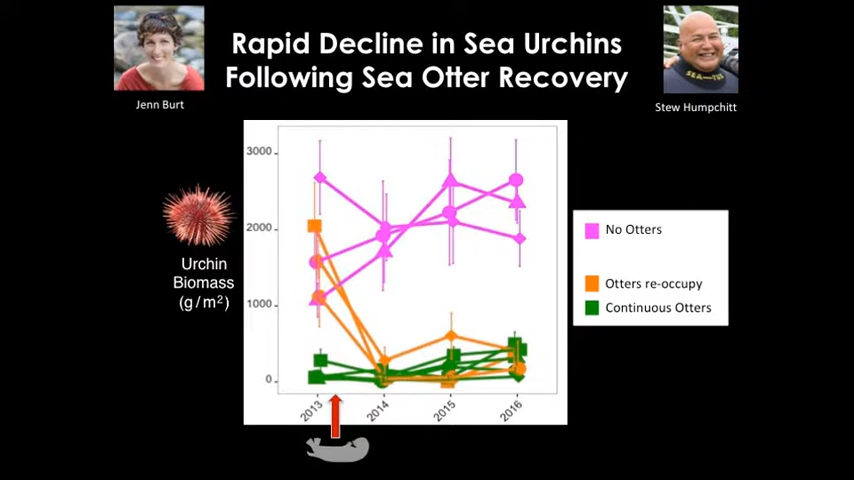 Rapid Decline in Sea Urchins
Following Sea Otter Recovery
Jenn Burt
Stew Humpchitt
Urchin
Biomass
(g/m²)
3000
2000
1000
0
2013
2014
2015
2016
No Otters
Otters re-occupy
Continuous Otters